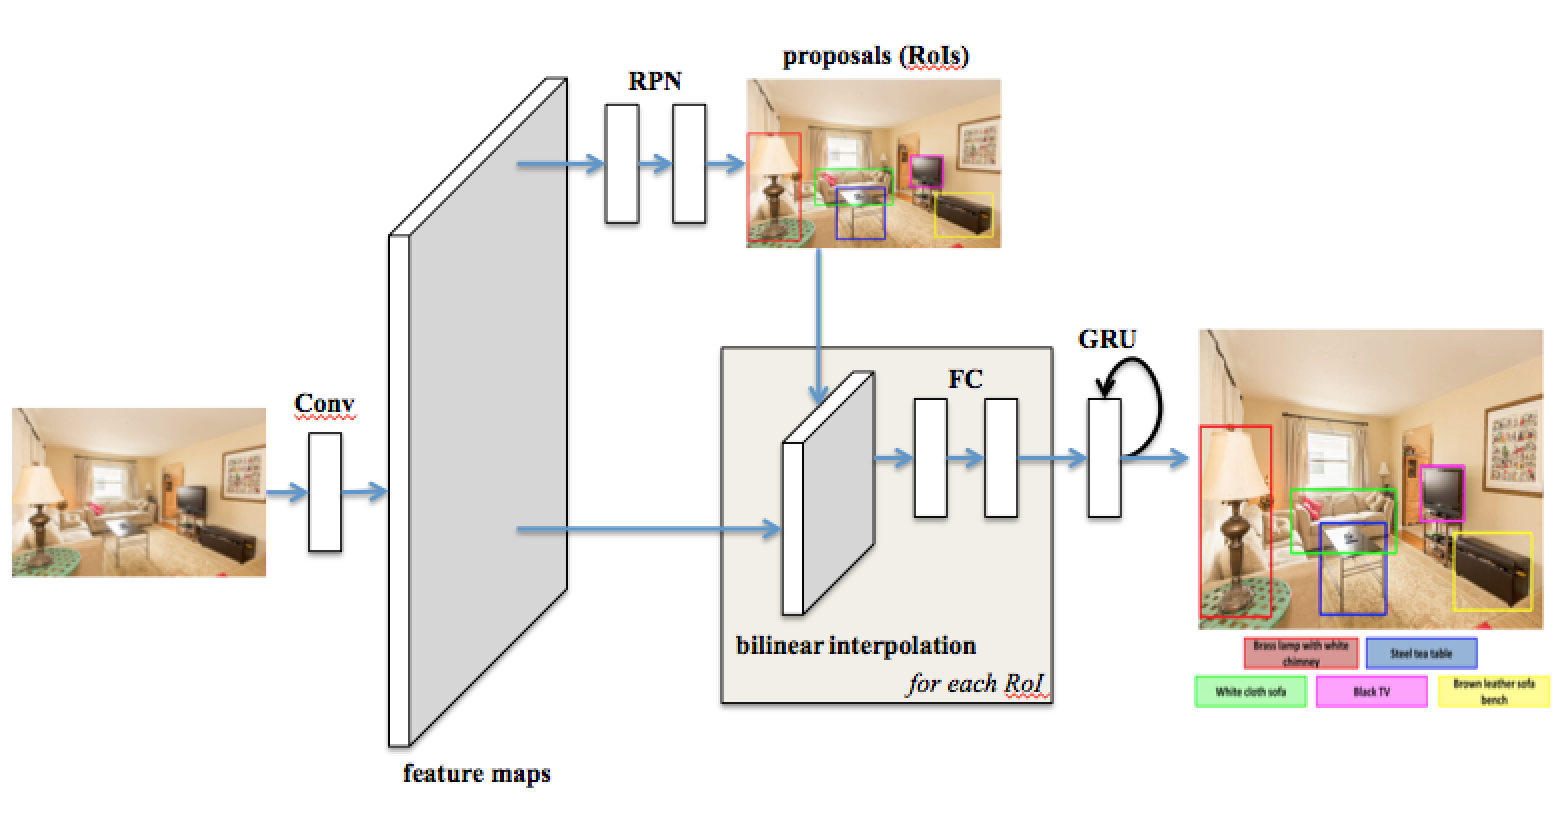 proposals (RoIs)
RPN
GRU
FC
Conv
bilinear interpolation
for each RoI
Brass lamp with white
chimney
Steel tea table
White cloth sofa
Black TV
Brown leather sofa
bench
feature maps